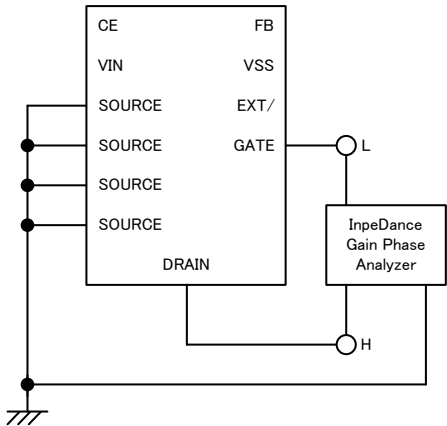 CE FB
VIN VSS
SOURCE EXT/
SOURCE GATE
SOURCE
SOURCE
DRAIN
L
InpeDance
Gain Phase
Analyzer
H